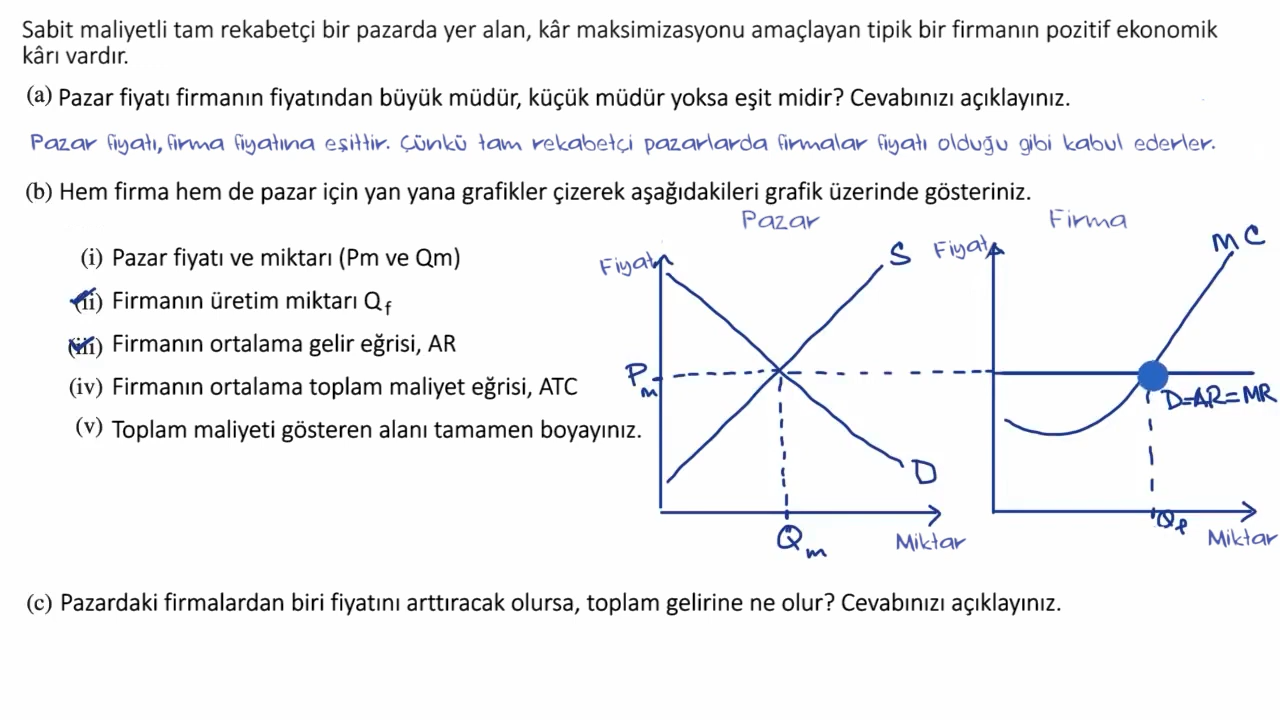 Sabit maliyetli tam rekabetçi bir pazarda yer alan, kâr maksimizasyonu amaçlayan tipik bir firmanın pozitif ekonomik
kârı vardır.
(a) Pazar fiyatı firmanın fiyatından büyük müdür, küçük müdür yoksa eşit midir? Cevabınızı açıklayınız.
Pazar fiyatı, firma fiyatına eşittir. Çünkü tam rekabetçi pazarlarda firmalar fiyatı olduğu gibi kabul ederler.
(b) Hem firma hem de pazar için yan yana grafikler çizerek aşağıdakileri grafik üzerinde gösteriniz.
(i) Pazar fiyatı ve miktarı (Pm ve Qm)
(ii) Firmanın üretim miktarı Qf
(iii) Firmanın ortalama gelir eğrisi, AR
(iv) Firmanın ortalama toplam maliyet eğrisi, ATC
(v) Toplam maliyeti gösteren alanı tamamen boyayınız.
Pazar
Fiyat
S
Pm
D
Qm
Miktar
Firma
Fiyat
MC
D=AR=MR
Qf
Miktar
(c) Pazardaki firmalardan biri fiyatını arttıracak olursa, toplam gelirine ne olur? Cevabınızı açıklayınız.